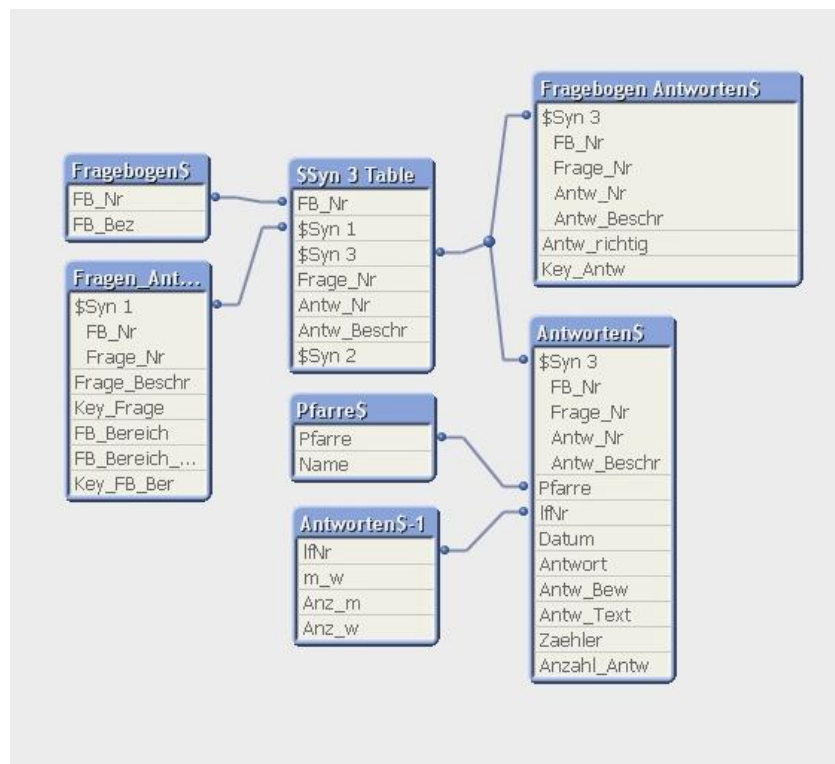 Fragebogen$
FB_Nr
FB_Bez
Fragen_Ant...
$Syn 1
FB_Nr
Frage_Nr
Frage_Beschr
Key_Frage
FB_Bereich
FB_Bereich_...
Key_FB_Ber
$Syn 3 Table
FB_Nr
$Syn 1
$Syn 3
Frage_Nr
Antw_Nr
Antw_Beschr
$Syn 2
Pfarre$
Pfarre
Name
Antworten$-1
lfNr
m_w
Anz_m
Anz_w
Fragebogen Antworten$
$Syn 3
FB_Nr
Frage_Nr
Antw_Nr
Antw_Beschr
Antw_richtig
Key_Antw
Antworten$
$Syn 3
FB_Nr
Frage_Nr
Antw_Nr
Antw_Beschr
Pfarre
lfNr
Datum
Antwort
Antw_Bew
Antw_Text
Zaehler
Anzahl_Antw